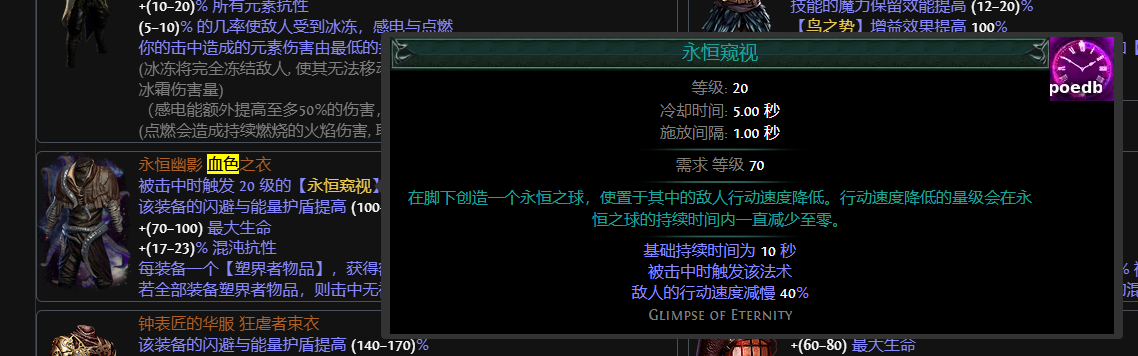 +(10–20)% 所有元素抗性
(5–10)% 的几率使敌人受到冰冻，感电与点燃
你的击中造成的元素伤害由最低的
(冰冻将完全冻结敌人, 使其无法移
冰霜伤害量)
（感电能额外提高至多50%的伤害，
(点燃会造成持续燃烧的火焰伤害,
技能的魔力保留效能提高 (12–20)%
【鸟之势】增益效果提高 100%
永恒幽影 血色之衣
被击中时触发 20 级的【永恒窥视】
该装备的闪避与能量护盾提高 (100–
+(70–100) 最大生命
+(17–23)% 混沌抗性
每装备一个【塑界者物品】，获得
若全部装备塑界者物品，则击中无
钟表匠的华服 狂虐者束衣
该装备的闪避与能量护盾提高 (140–170)%
永恒窥视
poedb
等级: 20
冷却时间: 5.00 秒
施放间隔: 1.00 秒
需求 等级 70
在脚下创造一个永恒之球，使置于其中的敌人行动速度降低。行动速度降低的量级会在永
恒之球的持续时间内一直减少至零。
基础持续时间为 10 秒
被击中时触发该法术
敌人的行动速度减慢 40%
Glimpse of Eternity
+(60–80) 最大生命